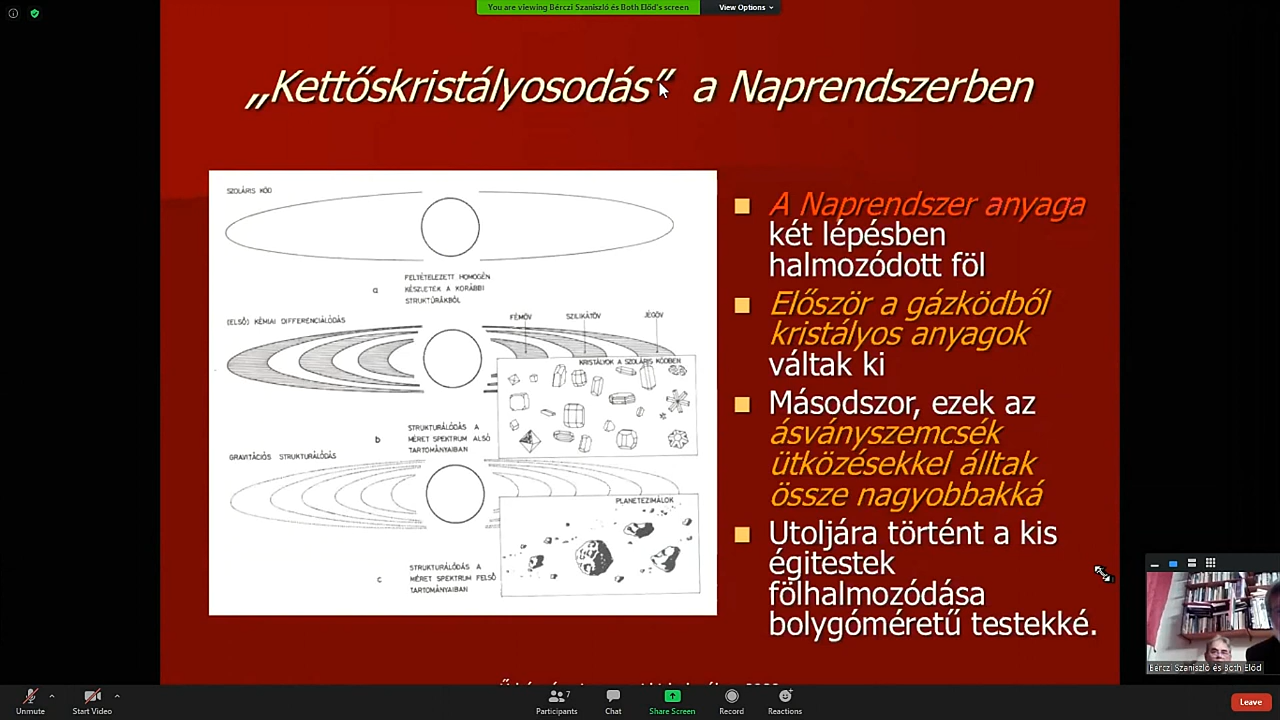 You are viewing Bérczi Szaniszló és Both Előd's screen
View Options
„Kettőskristályosodás” a Naprendszerben
SZOLÁRIS KÖD
FELTÉTELEZETT HOMOGÉN
a KÉSZLETEK A KORÁBBI
STRUKTÚRÁKBÓL
(ELSŐ) KÉMIAI DIFFERENCIÁLÓDÁS
FÉMÖV SZILIKÁTÖV JÉGÖV
KRISTÁLYOK A SZOLÁRIS KÖDBEN
STRUKTURÁLÓDÁS A
b MÉRET SPEKTRUM ALSÓ
TARTOMÁNYAIBAN
GRAVITÁCIÓS STRUKTURÁLÓDÁS
PLANETEZIMÁLOK
STRUKTURÁLÓDÁS A
c MÉRET SPEKTRUM FELSŐ
TARTOMÁNYAIBAN
A Naprendszer anyaga
két lépésben
halmozódott föl
Először a gázködből
kristályos anyagok
váltak ki
Másodszor, ezek az
ásványszemcsék
ütközésekkel álltak
össze nagyobbakká
Utoljára történt a kis
égitestek
fölhalmozódása
bolygóméretű testekké.
Bérczi Szaniszló és Both Előd
Unmute
Start Video
Participants
7
Chat
Share Screen
Record
Reactions
Leave